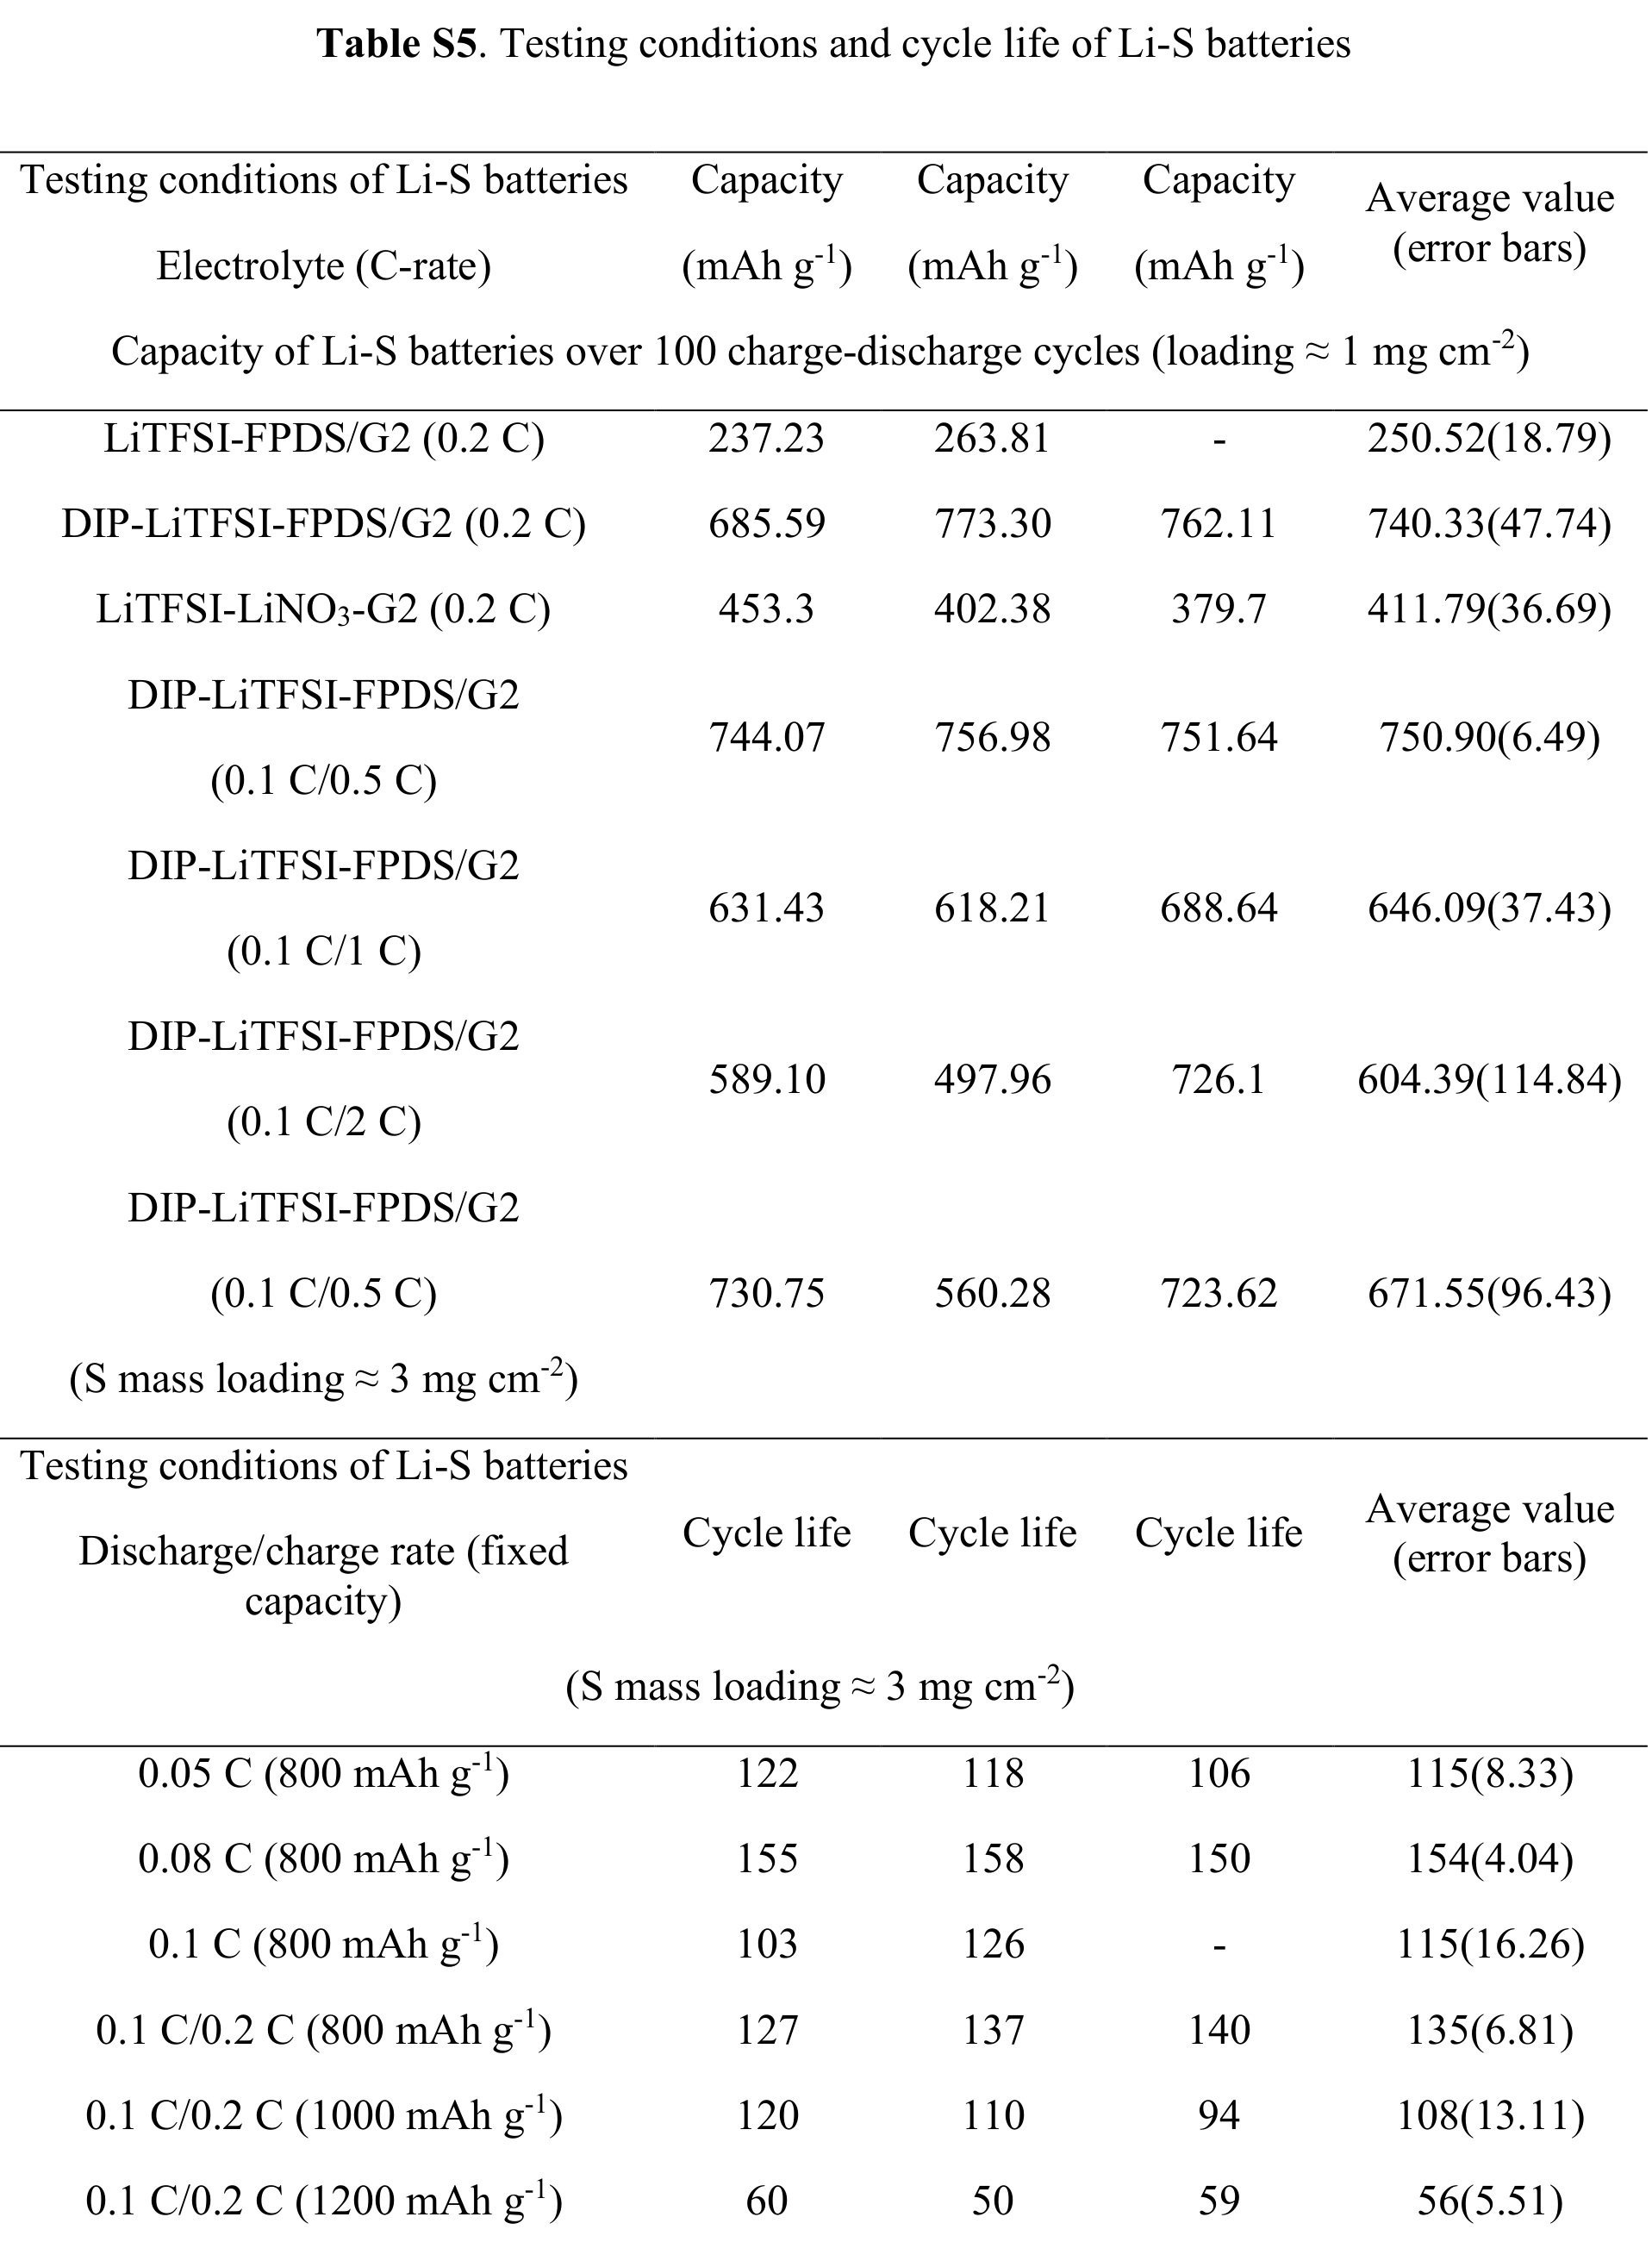 Table S5. Testing conditions and cycle life of Li-S batteries
Testing conditions of Li-S batteries
Electrolyte (C-rate)
Capacity
(mAh g⁻¹)
Capacity
(mAh g⁻¹)
Capacity
(mAh g⁻¹)
Average value
(error bars)
Capacity of Li-S batteries over 100 charge-discharge cycles (loading ≈ 1 mg cm⁻²)
LiTFSI-FPDS/G2 (0.2 C) 237.23 263.81 - 250.52(18.79)
DIP-LiTFSI-FPDS/G2 (0.2 C) 685.59 773.30 762.11 740.33(47.74)
LiTFSI-LiNO₃-G2 (0.2 C) 453.3 402.38 379.7 411.79(36.69)
DIP-LiTFSI-FPDS/G2
(0.1 C/0.5 C)
744.07 756.98 751.64 750.90(6.49)
DIP-LiTFSI-FPDS/G2
(0.1 C/1 C)
631.43 618.21 688.64 646.09(37.43)
DIP-LiTFSI-FPDS/G2
(0.1 C/2 C)
589.10 497.96 726.1 604.39(114.84)
DIP-LiTFSI-FPDS/G2
(0.1 C/0.5 C) 730.75 560.28 723.62 671.55(96.43)
(S mass loading ≈ 3 mg cm⁻²)
Testing conditions of Li-S batteries
Discharge/charge rate (fixed
capacity)
Cycle life Cycle life Cycle life
Average value
(error bars)
(S mass loading ≈ 3 mg cm⁻²)
0.05 C (800 mAh g⁻¹) 122 118 106 115(8.33)
0.08 C (800 mAh g⁻¹) 155 158 150 154(4.04)
0.1 C (800 mAh g⁻¹) 103 126 - 115(16.26)
0.1 C/0.2 C (800 mAh g⁻¹) 127 137 140 135(6.81)
0.1 C/0.2 C (1000 mAh g⁻¹) 120 110 94 108(13.11)
0.1 C/0.2 C (1200 mAh g⁻¹) 60 50 59 56(5.51)